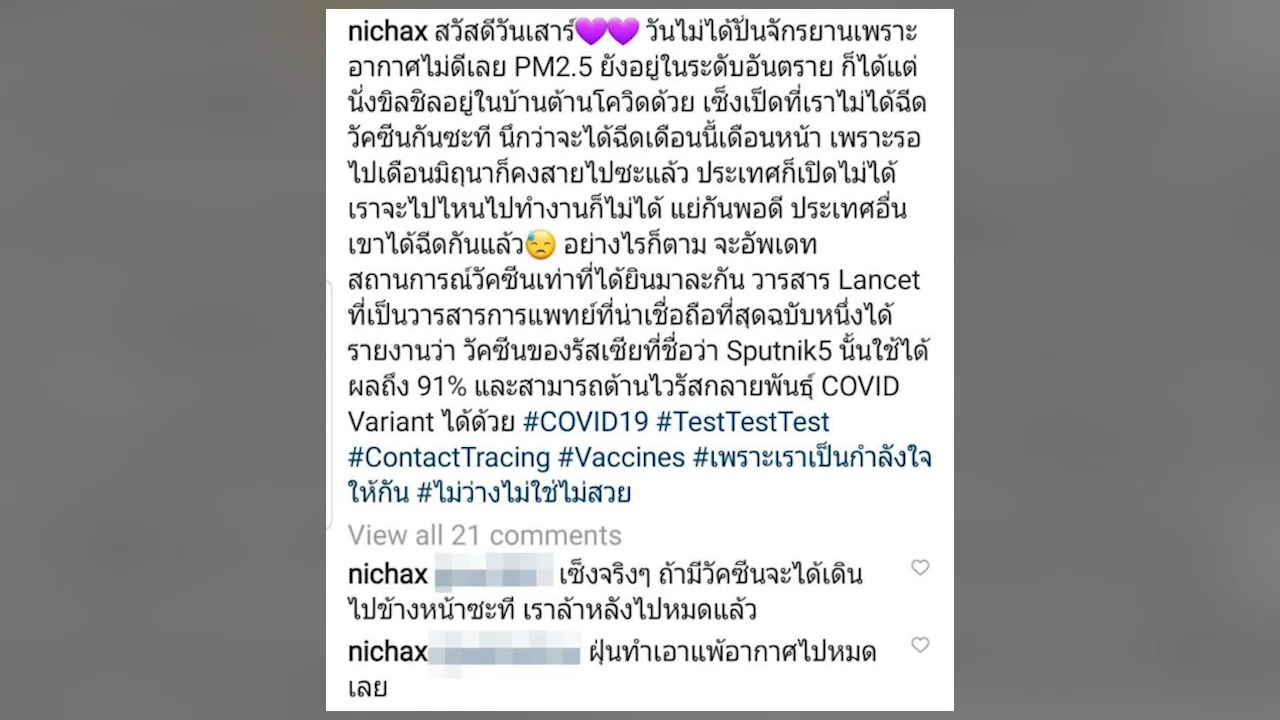 nichax สวัสดีวันเสาร์💜💜 วันไม่ได้ปั่นจักรยานเพราะ
อากาศไม่ดีเลย PM2.5 ยังอยู่ในระดับอันตราย ก็ได้แต่
นั่งขิลชิลอยู่ในบ้านต้านโควิดด้วย เซ็งเป็ดที่เราไม่ได้ฉีด
วัคซีนกันซะที นึกว่าจะได้ฉีดเดือนนี้เดือนหน้า เพราะรอ
ไปเดือนมิถุนาก็คงสายไปซะแล้ว ประเทศก็เปิดไม่ได้
เราจะไปไหนไปทำงานก็ไม่ได้ แย่กันพอดี ประเทศอื่น
เขาได้ฉีดกันแล้ว😓 อย่างไรก็ตาม จะอัพเดท
สถานการณ์วัคซีนเท่าที่ได้ยินมาละกัน วารสาร Lancet
ที่เป็นวารสารการแพทย์ที่น่าเชื่อถือที่สุดฉบับหนึ่งได้
รายงานว่า วัคซีนของรัสเซียที่ชื่อว่า Sputnik5 นั้นใช้ได้
ผลถึง 91% และสามารถต้านไวรัสกลายพันธุ์ COVID
Variant ได้ด้วย #COVID19 #TestTestTest
#ContactTracing #Vaccines #เพราะเราเป็นกำลังใจ
ให้กัน #ไม่ว่างไม่ใช่ไม่สวย
View all 21 comments
nichax เซ็งจริงๆ ถ้ามีวัคซีนจะได้เดิน
ไปข้างหน้าซะที เราล้าหลังไปหมดแล้ว
nichax ฝุ่นทำเอาแพ้อากาศไปหมด
เลย